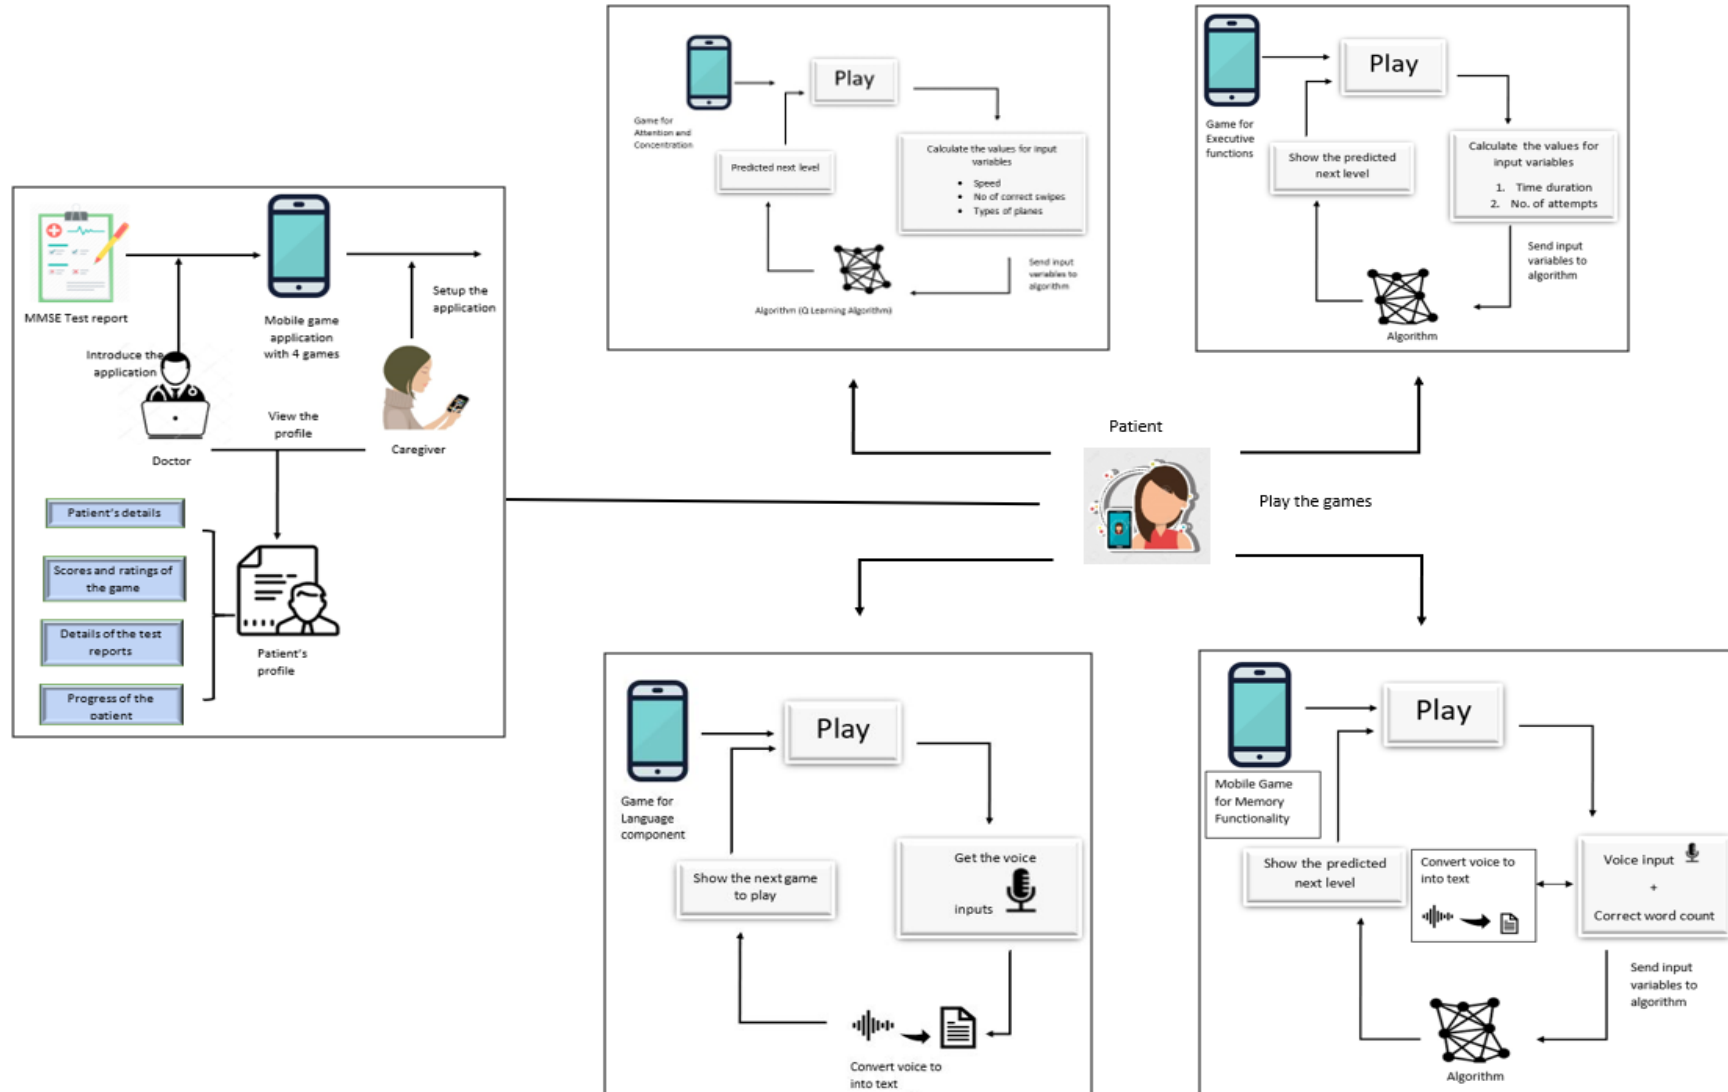 MMSE Test report
Introduce the
application
Doctor
Mobile game
application
with 4 games
Setup the
application
View the
profile
Caregiver
Patient's details
Scores and ratings of
the game
Details of the test
reports
Progress of the
patient
Patient's
profile
Game for
Attention and
Concentration
Play
Predicted next level
Calculate the values for input
variables
• Speed
• No of correct swipes
• Types of planes
Send input
variables to
algorithm
Algorithm (Q Learning Algorithm)
Game for
Executive
functions
Play
Show the predicted
next level
Calculate the values for
input variables
1. Time duration
2. No. of attempts
Send input
variables to
algorithm
Algorithm
Patient
Play the games
Game for
Language
component
Play
Show the next game
to play
Get the voice
inputs
Convert voice to
into text
Mobile Game
for Memory
Functionality
Play
Show the predicted
next level
Convert voice to
into text
Voice input
+
Correct word count
Send input
variables to
algorithm
Algorithm